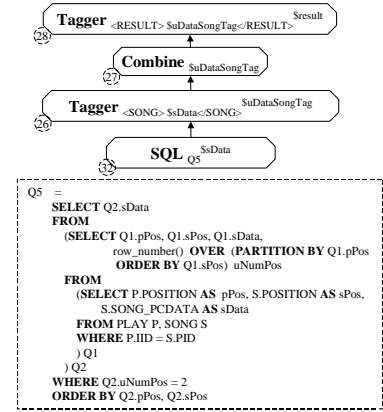 Tagger <RESULT> $uDataSongTag</RESULT> $result
28
Combine $uDataSongTag
27
Tagger <SONG> $sData</SONG> $uDataSongTag
26
SQL Q5 $sData
32
Q5 =
SELECT Q2.sData
FROM
(SELECT Q1.pPos, Q1.sPos, Q1.sData,
row_number() OVER (PARTITION BY Q1.pPos
ORDER BY Q1.sPos) uNumPos
FROM
(SELECT P.POSITION AS pPos, S.POSITION AS sPos,
S.SONG_PCDATA AS sData
FROM PLAY P, SONG S
WHERE P.IID = S.PID
) Q1
) Q2
WHERE Q2.uNumPos = 2
ORDER BY Q2.pPos, Q2.sPos